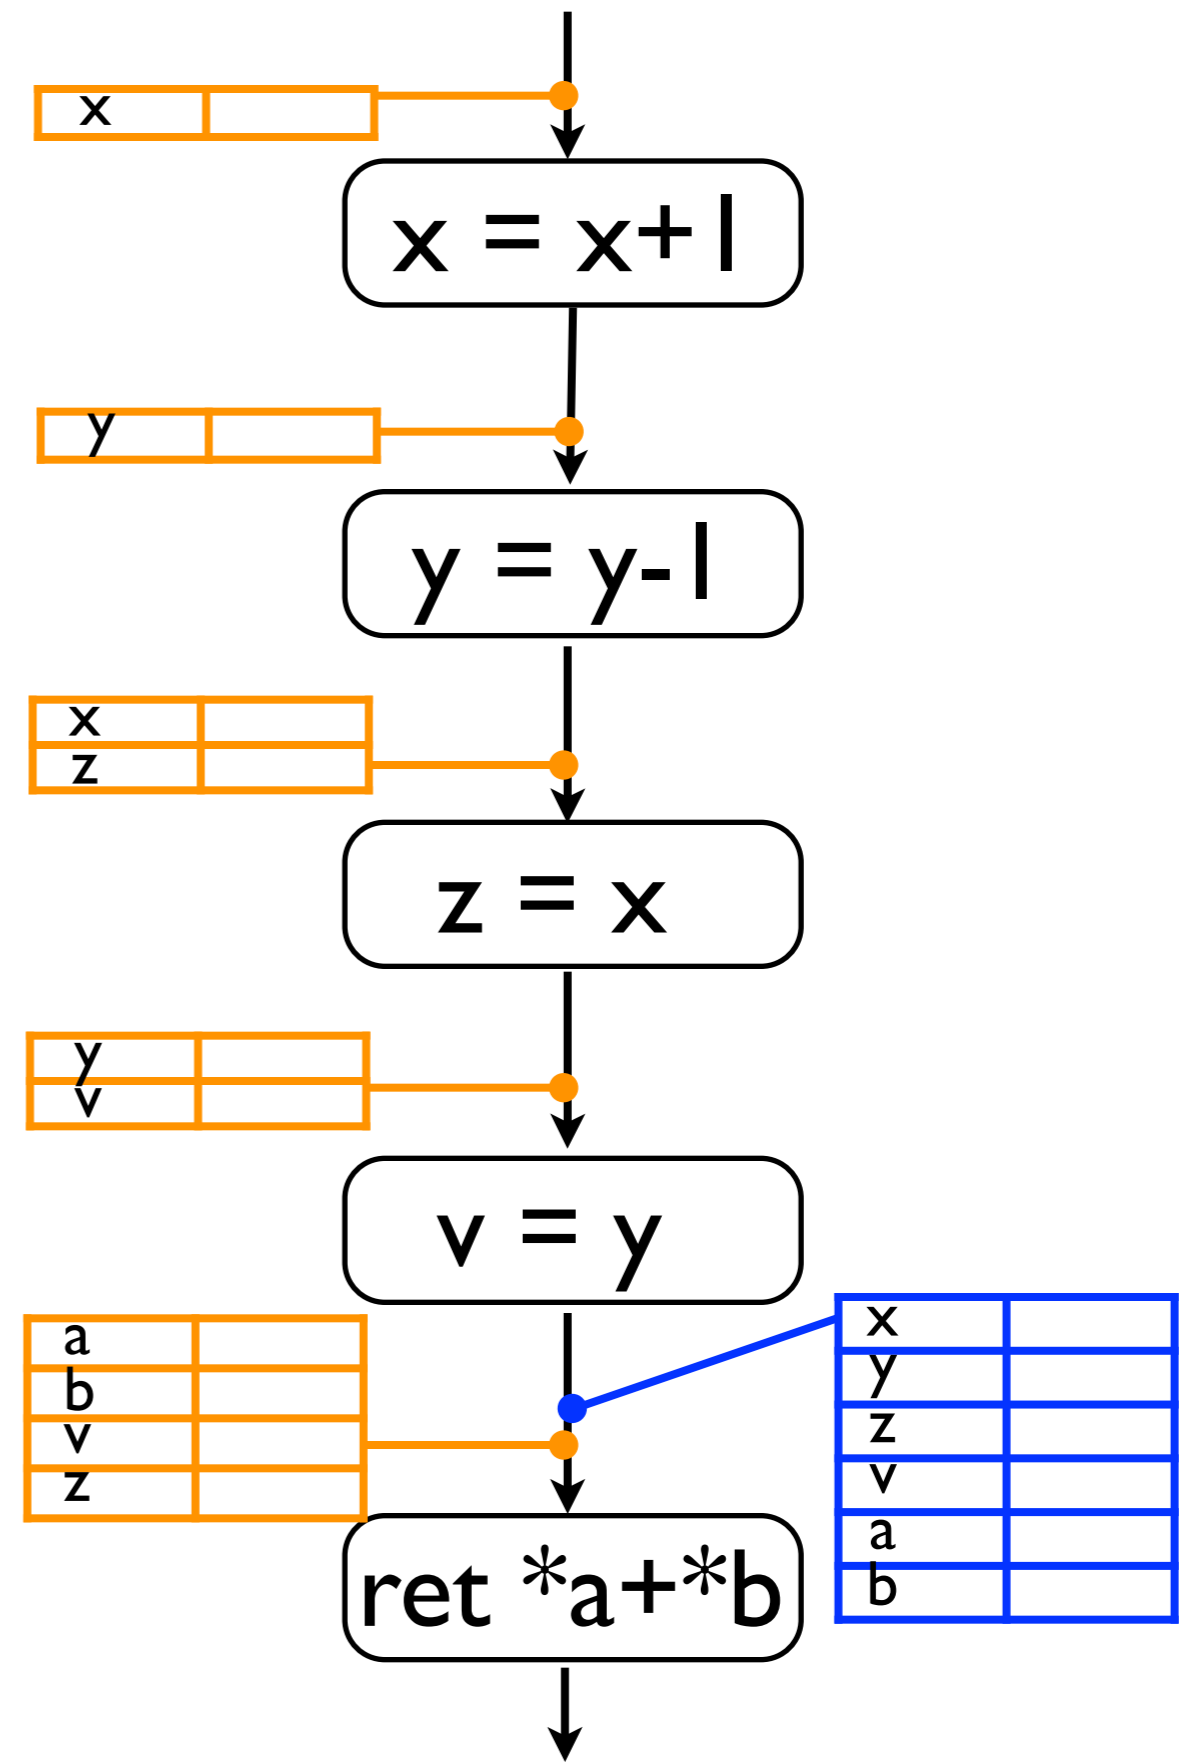 x
x = x+1
y
y = y-1
x
z
z = x
y
v
v = y
a
b
v
z
x
y
z
v
a
b
ret *a+*b